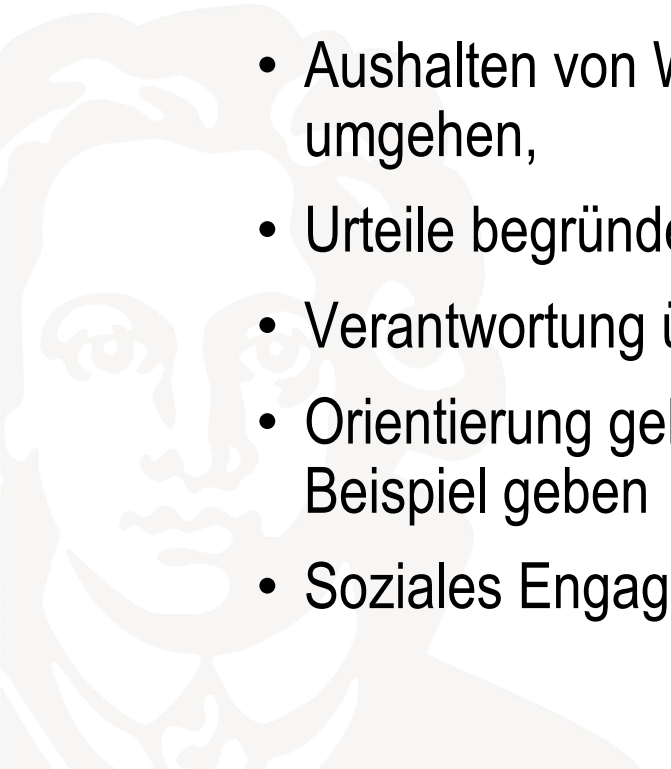 • Aushalten von
umgehen,
• Urteile
• Verantwortung
• Orientierung
Beispiel geben
• Soziales